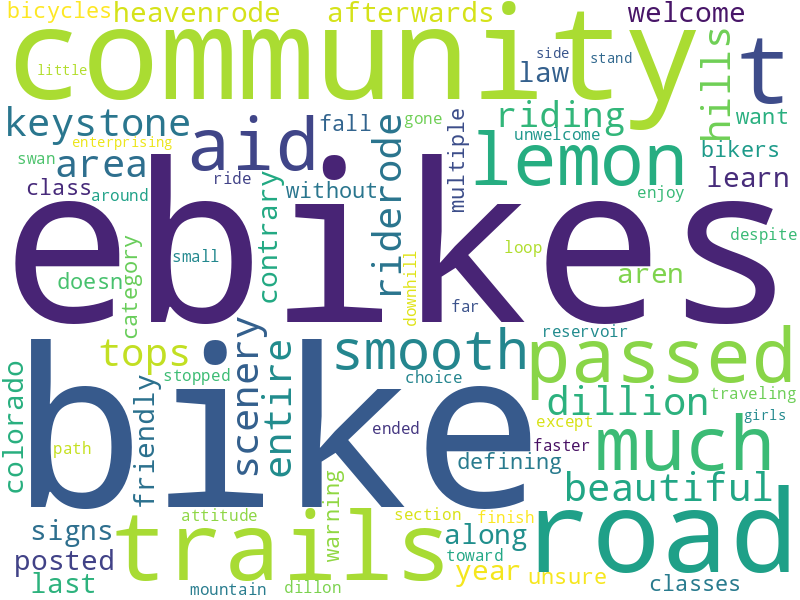 bicycles heavenrode afterwards welcome
community t
little side stand law hills
keystone aid fall riderode gone multiple riding want
enterprising unwelcome
swan area lemon bikers
class around ride contrary without learn
enjoy
ebikes
category small loop despite
doesn downhill far aren
colorado tops scenery entire smooth reservoir passed
friendly stopped choice dillion traveling
bike
path ended except girls
faster much
defining
warning beautiful
signs attitude section finish road
posted trails along
toward year unsure
last mountain dillon classes